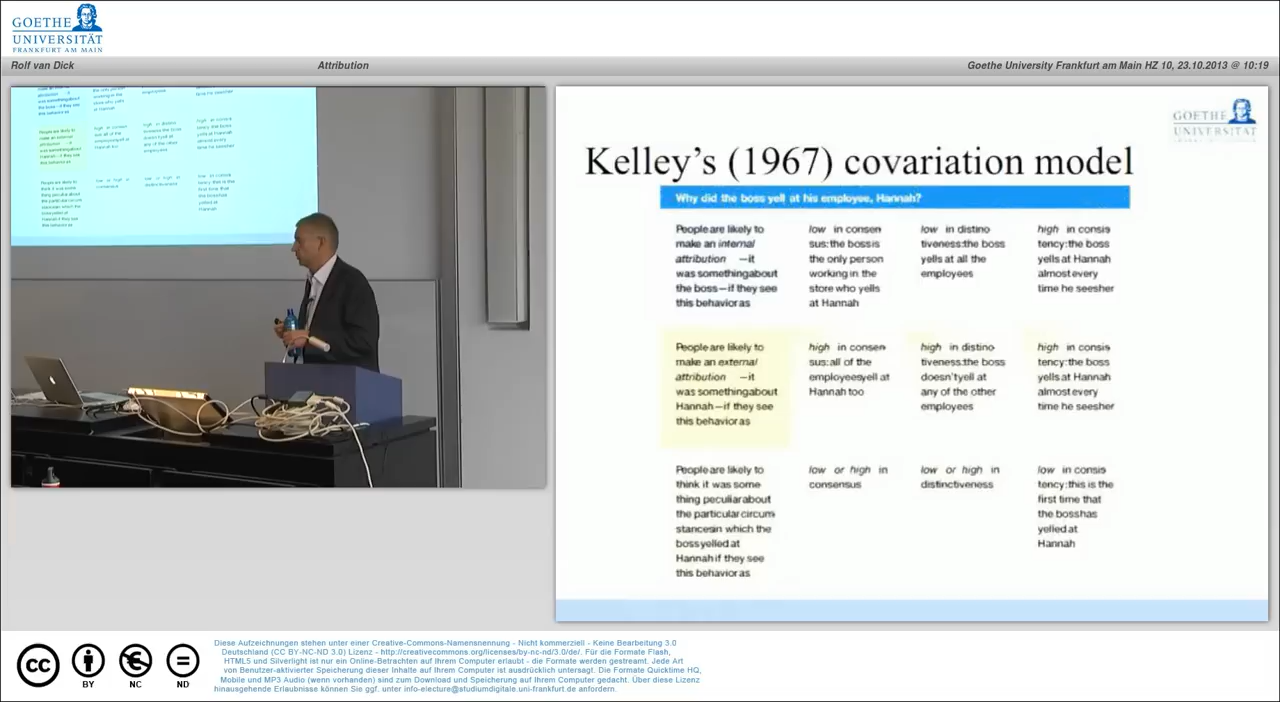 GOETHE
UNIVERSITÄT
FRANKFURT AM MAIN
Rolf van Dick
Attribution
Goethe University Frankfurt am Main HZ 10, 23.10.2013 @ 10:19
GOETHE
UNIVERSITÄT
Kelley's (1967) covariation model
Why did the boss yell at his employee, Hannah?
People are likely to
make an internal
attribution —it
was somethingabout
the boss—if they see
this behavior as
low in consen
sus: the boss is
the only person
working in the
store who yells
at Hannah
low in distinc
tiveness:the boss
yells at all the
employees
high in consis
tency: the boss
yells at Hannah
almost every
time he seesher
People are likely to
make an external
attribution —it
was somethingabout
Hannah—if they see
this behavior as
high in consen
sus: all of the
employeesyell at
Hannah too
high in distinc
tiveness:the boss
doesn'tyell at
any of the other
employees
high in consis
tency: the boss
yells at Hannah
almost every
time he seesher
People are likely to
think it was some
thing peculiar about
the particular circum
stancesin which the
boss yelled at
Hannah if they see
this behavior as
low or high in
consensus
low or high in
distinctiveness
low in consis
tency: this is the
first time that
the boss has
yelled at
Hannah
cc
BY
NC
ND
Diese Aufzeichnungen stehen unter einer Creative-Commons-Namensnennung - Nicht kommerziell - Keine Bearbeitung 3.0
Deutschland (CC BY-NC-ND 3.0) Lizenz - http://creativecommons.org/licenses/by-nc-nd/3.0/de/. Für die Formate Flash,
HTML5 und Silverlight ist nur ein Online-Betrachten auf Ihrem Computer erlaubt - die Formate werden gestreamt. Jede Art
von Benutzer-aktivierter Speicherung dieser Inhalte auf Ihrem Computer ist ausdrücklich untersagt. Die Formate Quicktime HQ,
Mobile und MP3 Audio (wenn vorhanden) sind zum Download und Speicherung auf Ihrem Computer gedacht. Über diese Lizenz
hinausgehende Erlaubnisse können Sie ggf. unter info-electure@studiumdigitale.uni-frankfurt.de anfordern.